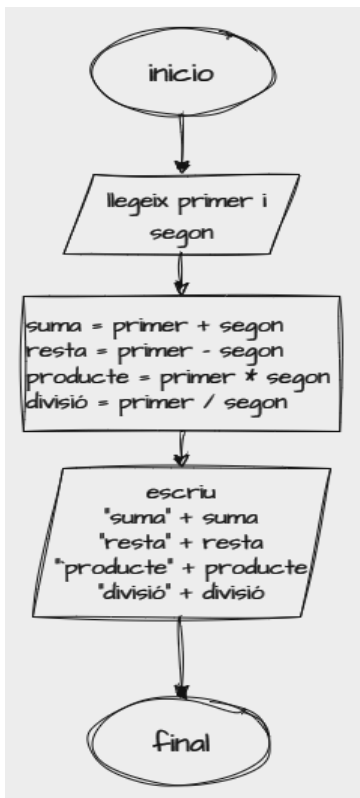 inicio
llegeix primer i
segon
suma = primer + segon
resta = primer - segon
producte = primer * segon
divisió = primer / segon
escriu
"suma" + suma
"resta" + resta
"producte" + producte
"divisió" + divisió
final